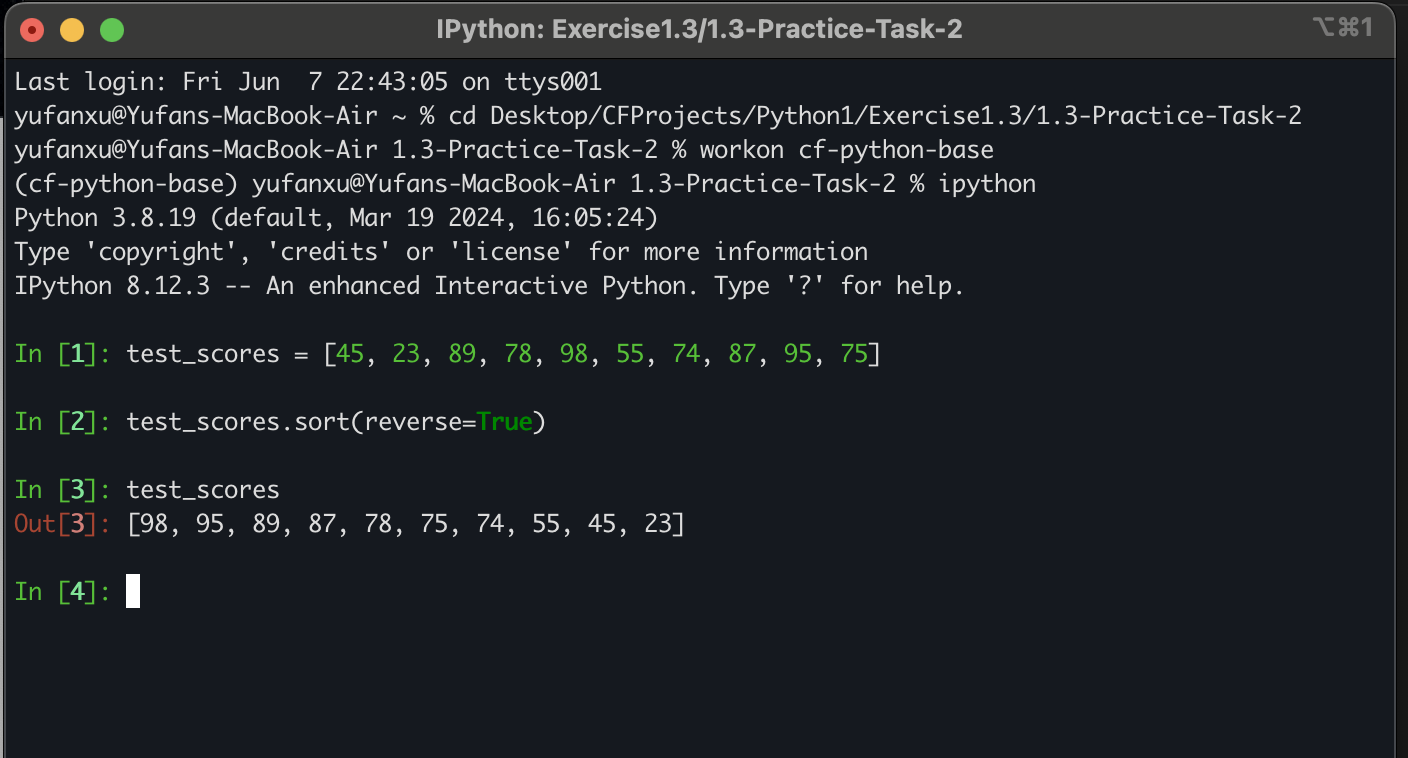 IPython: Exercise1.3/1.3-Practice-Task-2 ⌥⌘1
Last login: Fri Jun  7 22:43:05 on ttys001
yufanxu@Yufans-MacBook-Air ~ % cd Desktop/CFProjects/Python1/Exercise1.3/1.3-Practice-Task-2
yufanxu@Yufans-MacBook-Air 1.3-Practice-Task-2 % workon cf-python-base
(cf-python-base) yufanxu@Yufans-MacBook-Air 1.3-Practice-Task-2 % ipython
Python 3.8.19 (default, Mar 19 2024, 16:05:24)
Type 'copyright', 'credits' or 'license' for more information
IPython 8.12.3 -- An enhanced Interactive Python. Type '?' for help.
In [1]: test_scores = [45, 23, 89, 78, 98, 55, 74, 87, 95, 75]
In [2]: test_scores.sort(reverse=True)
In [3]: test_scores
Out[3]: [98, 95, 89, 87, 78, 75, 74, 55, 45, 23]
In [4]: